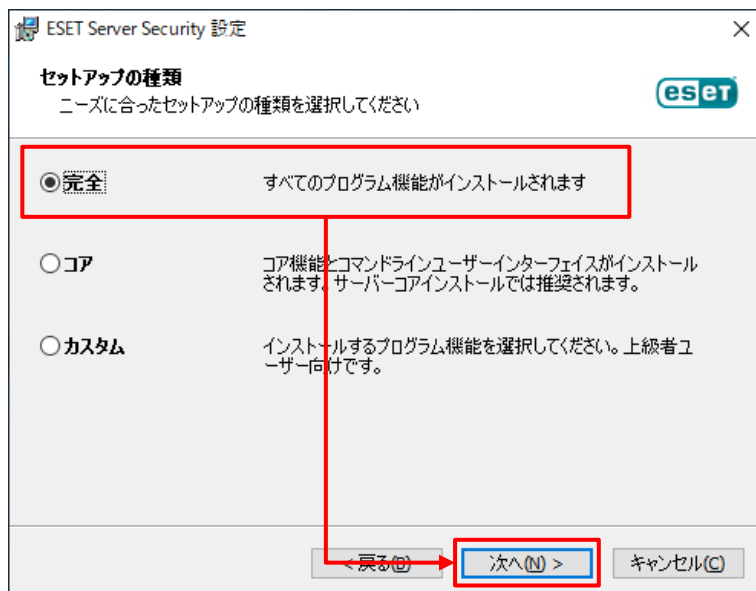 ESET Server Security 設定
セットアップの種類
ニーズに合ったセットアップの種類を選択してください
eset
完全
すべてのプログラム機能がインストールされます
コア
コア機能とコマンドラインユーザーインターフェイスがインストール
されます。サーバーコアインストールでは推奨されます。
カスタム
インストールするプログラム機能を選択してください。上級者ユ
ーザー向けです。
< 戻る(B)
次へ(N) >
キャンセル(C)